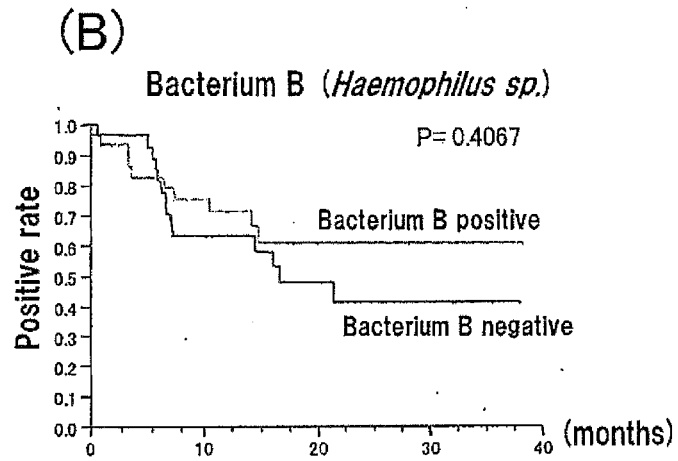 (B)
Bacterium B (Haemophilus sp.)
P=0.4067
1.0
0.9
0.8
0.7
0.6
0.5
0.4
0.3
0.2
0.1
0.0
Positive rate
Bacterium B positive
Bacterium B negative
0 10 20 30 40 (months)